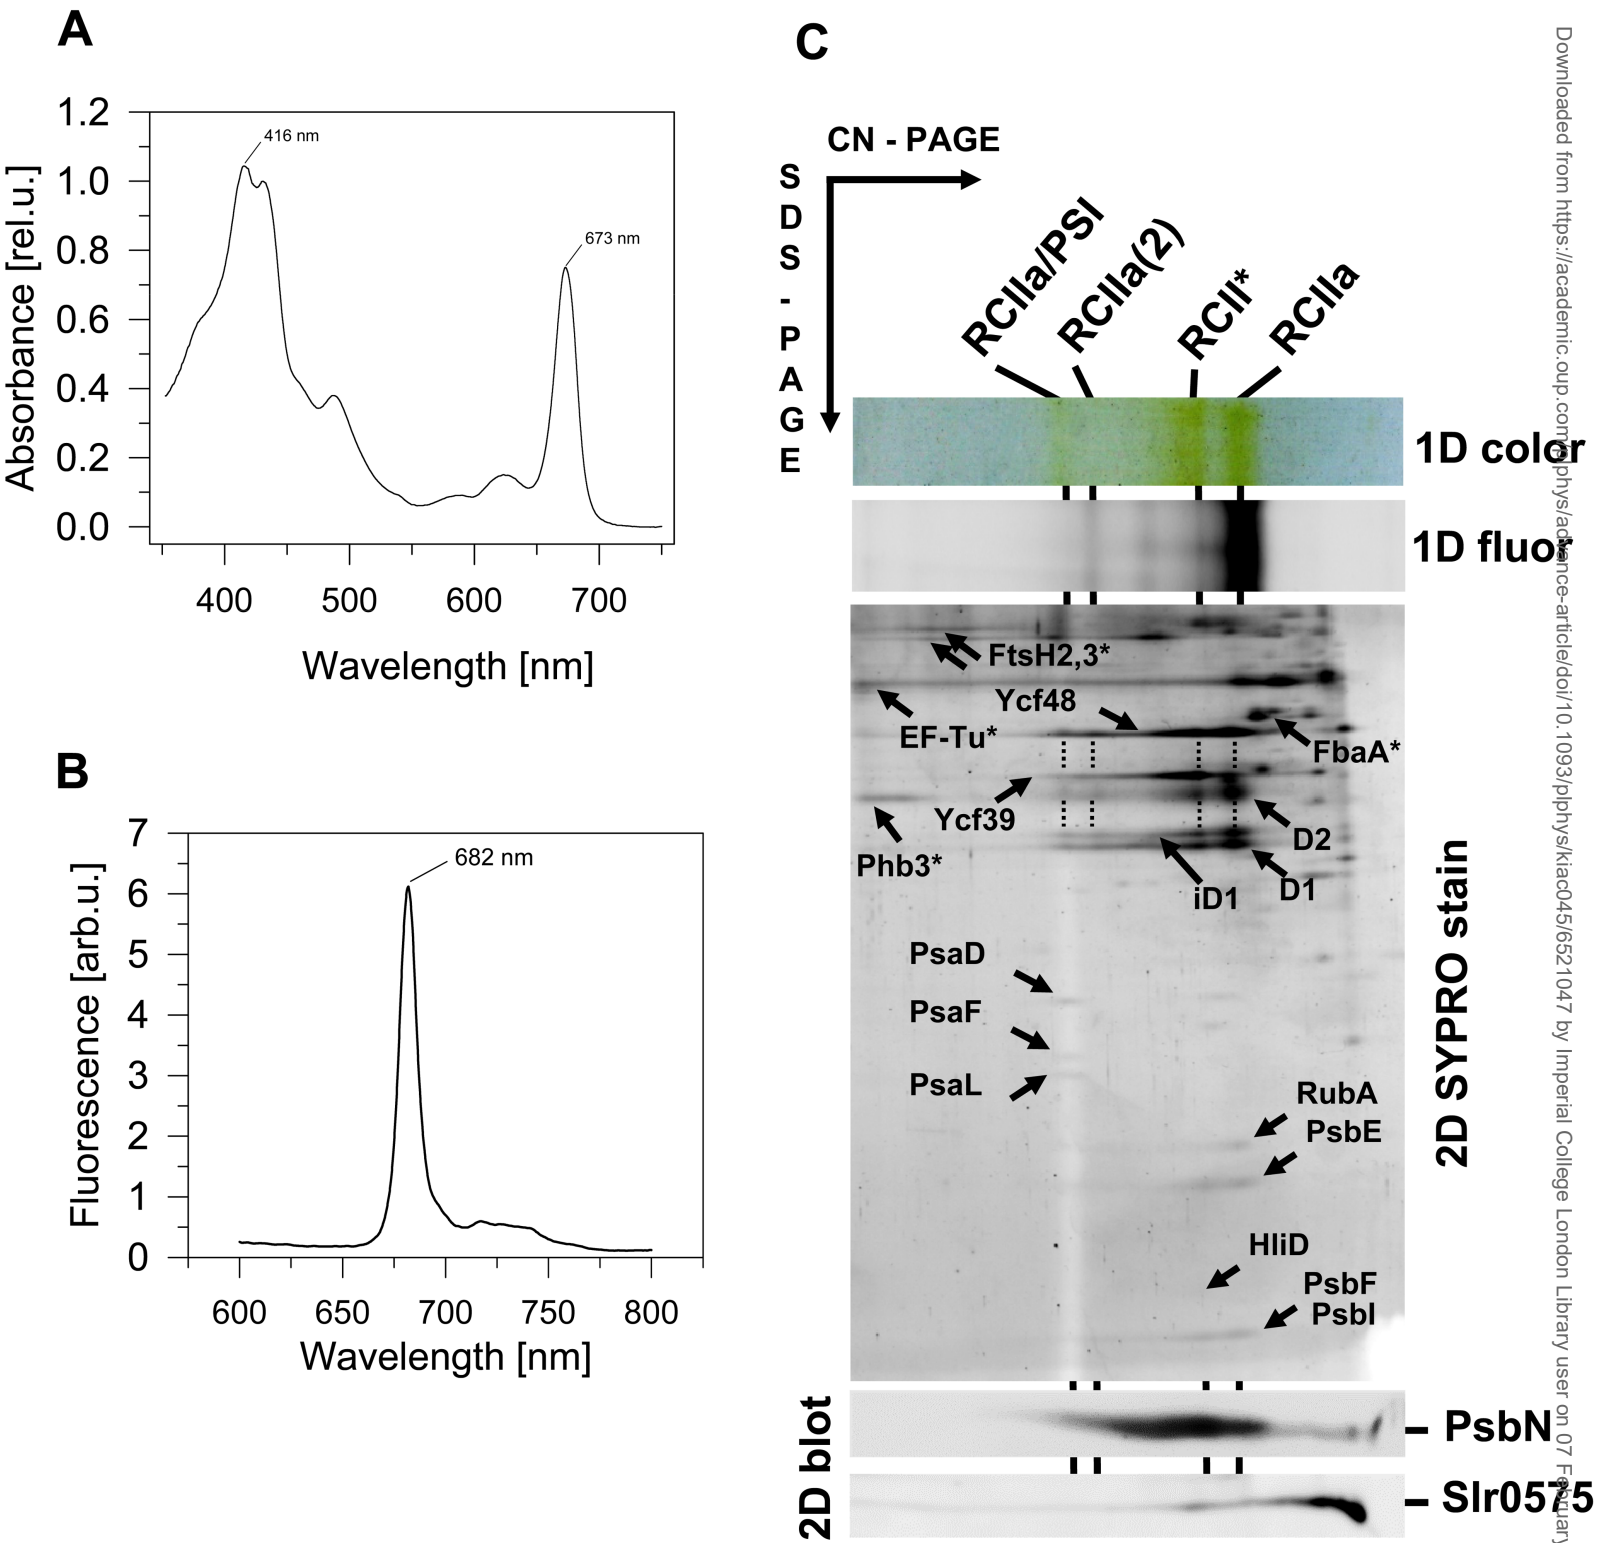 A
1.2
1.0
0.8
0.6
0.4
0.2
0.0
Absorbance [rel.u.]
416 nm
673 nm
400 500 600 700
Wavelength [nm]
B
7
6
5
4
3
2
1
0
Fluorescence [arb.u.]
682 nm
600 650 700 750 800
Wavelength [nm]
C
CN - PAGE
SDS-PAGE
RCIIa/PSI
RCIIa(2)
RCII*
RCIIa
1D color
1D fluor
FtsH2,3*
Ycf48
EF-Tu*
FbaA*
Ycf39
D2
Phb3*
iD1
D1
PsaD
PsaF
PsaL
RubA
PsbE
HliD
PsbF
PsbI
2D SYPRO stain
2D blot
PsbN
Slr0575
Downloaded from https://academic.oup.com/plphys/advance-article/doi/10.1093/plphys/kiac045/6521047 by Imperial College London Library user on 07 February